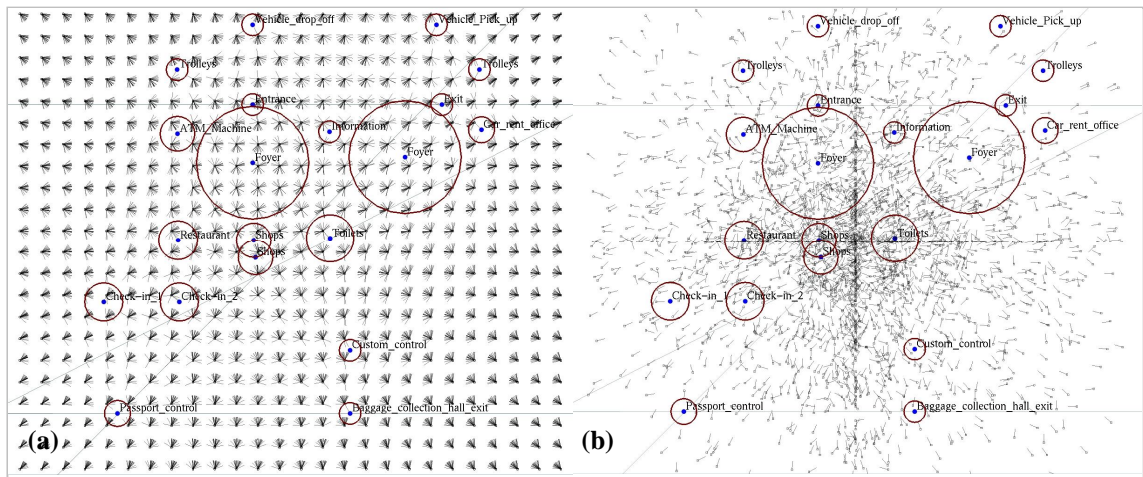 Vehicle_drop_off
Vehicle_Pick_up
Trolleys
Trolleys
Entrance
Exit
ATM_Machine
Information
Car_rent_office
Foyer
Foyer
Restaurant
Shops
Toilets
Shops
Check-in_1
Check-in_2
Custom_control
Passport_control
Baggage_collection_hall_exit
(a)
Vehicle_drop_off
Vehicle_Pick_up
Trolleys
Trolleys
Entrance
Exit
ATM_Machine
Information
Car_rent_office
Foyer
Foyer
Restaurant
Shops
Toilets
Shops
Check-in_1
Check-in_2
Custom_control
Passport_control
Baggage_collection_hall_exit
(b)